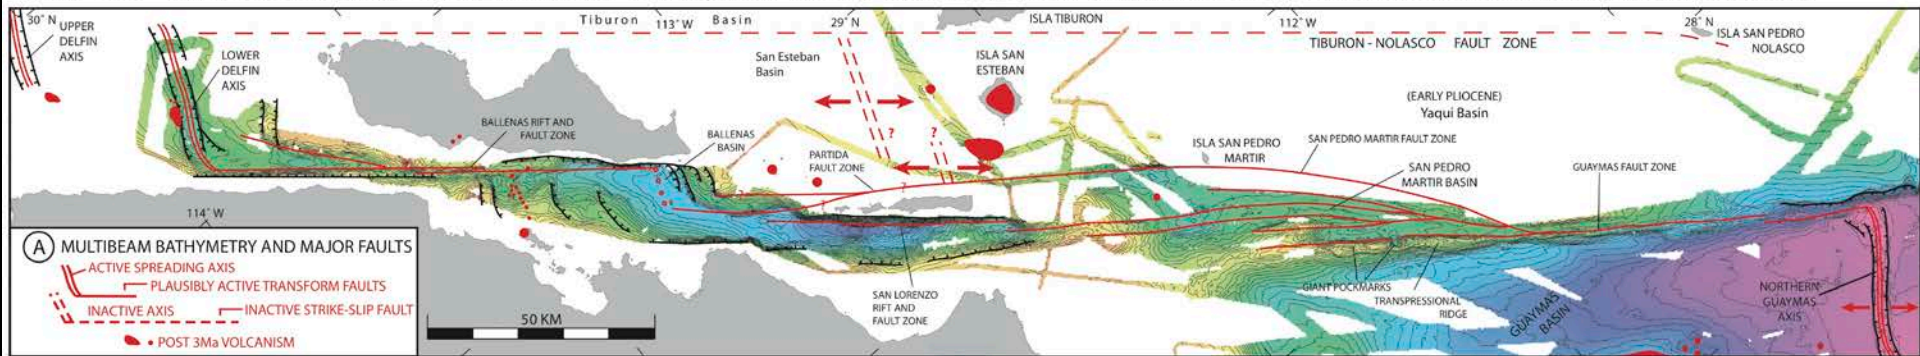 30° N
Tiburon
113° W
Basin
29° N
ISLA TIBURON
112° W
28° N
UPPER
DELFIN
AXIS
LOWER
DELFIN
AXIS
San Esteban
Basin
ISLA SAN
ESTEBAN
TIBURON - NOLASCO FAULT ZONE
ISLA SAN PEDRO
NOLASCO
(EARLY PLIOCENE)
Yaqui Basin
BALLENAS RIFT AND
FAULT ZONE
BALLENAS
BASIN
PARTIDA
FAULT ZONE
?
?
?
?
?
ISLA SAN PEDRO
MARTIR
SAN PEDRO MARTIR FAULT ZONE
SAN PEDRO
MARTIR BASIN
GUAYMAS FAULT ZONE
114° W
A MULTIBEAM BATHYMETRY AND MAJOR FAULTS
ACTIVE SPREADING AXIS
PLAUSIBLY ACTIVE TRANSFORM FAULTS
INACTIVE AXIS
INACTIVE STRIKE-SLIP FAULT
POST 3Ma VOLCANISM
50 KM
SAN LORENZO
RIFT AND
FAULT ZONE
GIANT POCKMARKS
TRANSPRESSIONAL
RIDGE
GUAYMAS
BASIN
NORTHERN
GUAYMAS
AXIS